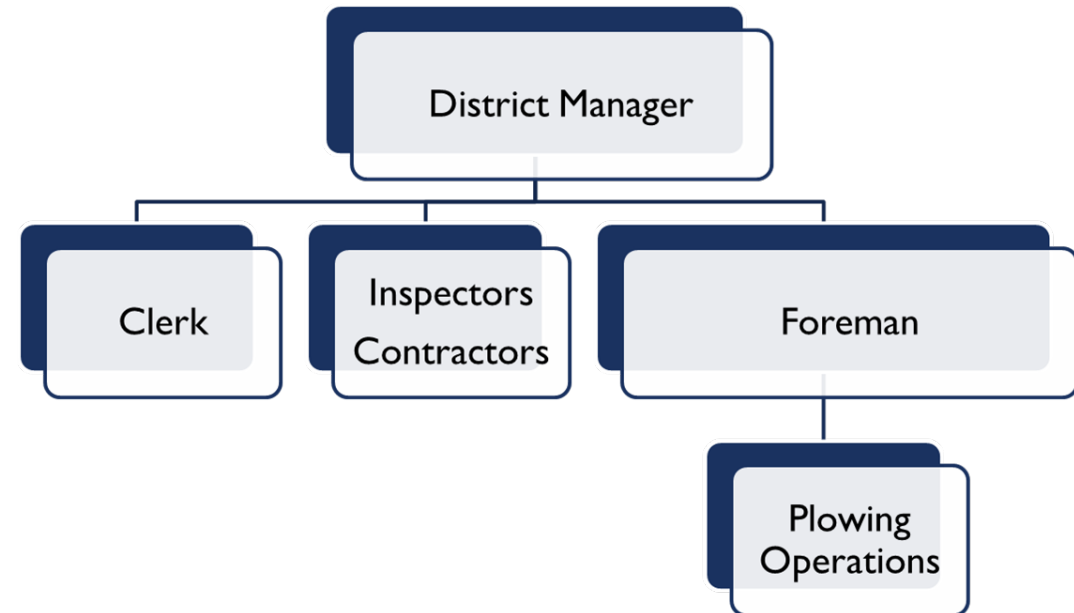 District Manager
Clerk
Inspectors
Contractors
Foreman
Plowing
Operations